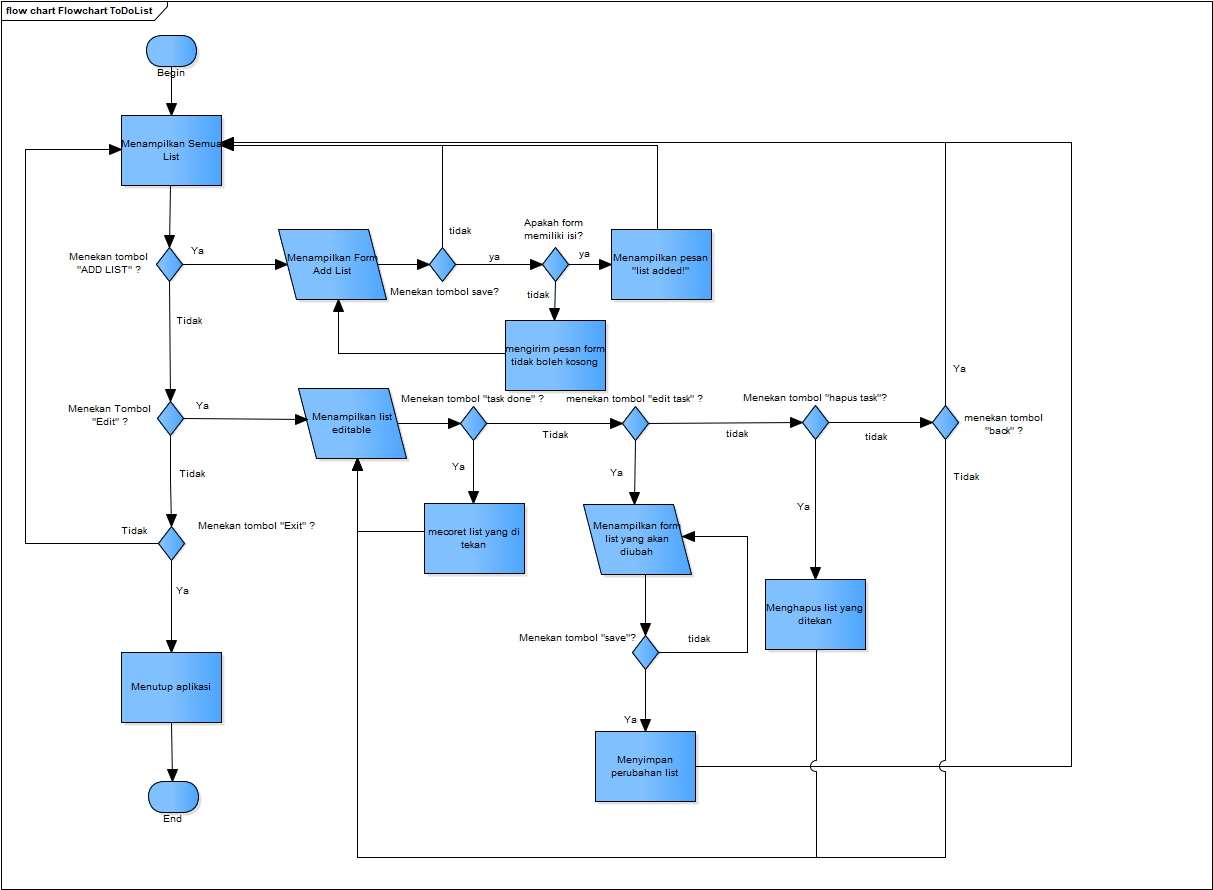 flow chart Flowchart ToDoList
Begin
Menampilkan Semua
List
Menekan tombol
"ADD LIST" ?
Ya
Menampilkan Form
Add List
tidak
Menekan tombol save?
ya
Apakah form
memiliki isi?
ya
Menampilkan pesan
"list added!"
tidak
mengirim pesan form
tidak boleh kosong
Tidak
Menekan Tombol
"Edit" ?
Ya
Menampilkan list
editable
Menekan tombol "task done" ?
Tidak
menekan tombol "edit task" ?
tidak
Menekan tombol "hapus task"?
tidak
Ya
menekan tombol
"back" ?
Tidak
Ya
mecoret list yang di
tekan
Ya
Menampilkan form
list yang akan
diubah
Menekan tombol "save"?
tidak
Ya
Menyimpan
perubahan list
Ya
Menghapus list yang
ditekan
Tidak
Tidak
Menekan tombol "Exit" ?
Ya
Menutup aplikasi
End